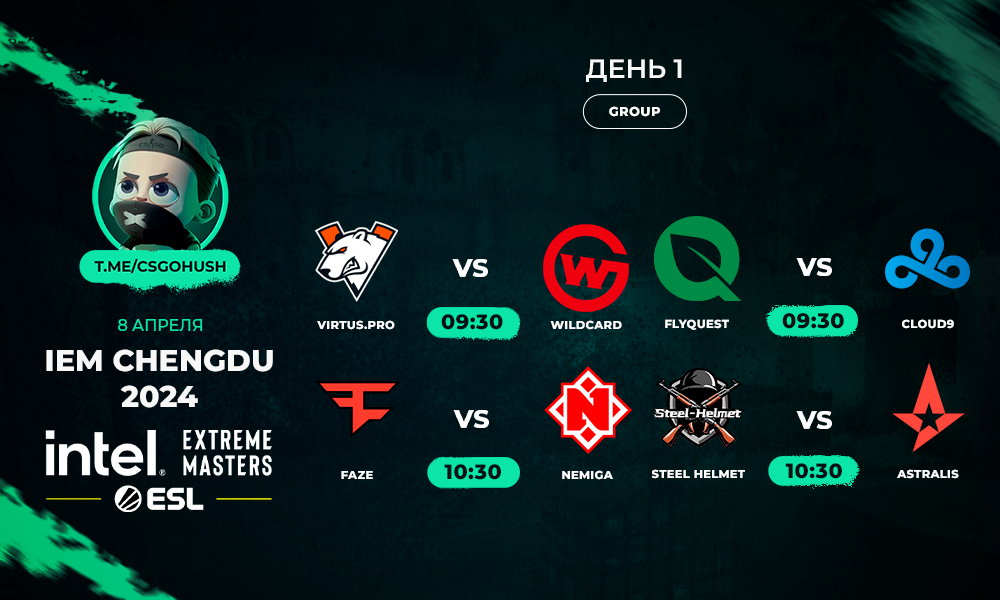 ДЕНЬ 1
GROUP
T.ME/CSGOHUSH
8 АПРЕЛЯ
IEM CHENGDU
2024
intel® EXTREME
MASTERS
ESL
VS
09:30
VIRTUS.PRO
WILDCARD
VS
09:30
FLYQUEST
CLOUD9
VS
10:30
FAZE
N
NEMIGA
Steel-Helmet
VS
10:30
STEEL HELMET
ASTRALIS